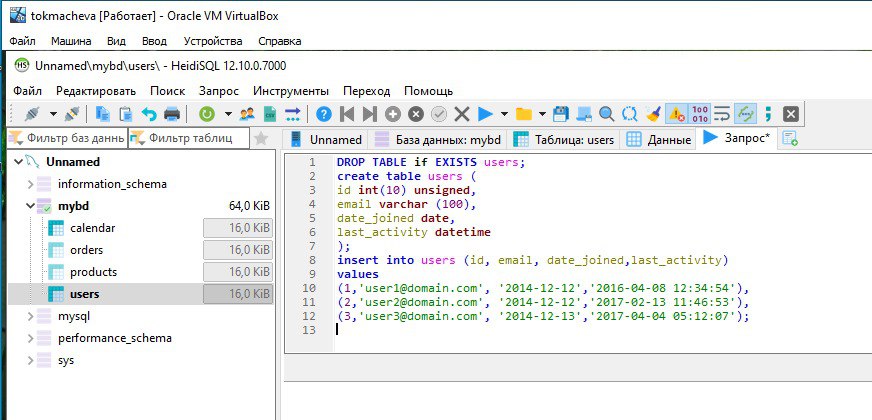 tokmacheva [Работает] - Oracle VM VirtualBox
Файл Машина Вид Ввод Устройства Справка
Unnamed\mybd\users\ - HeidiSQL 12.10.0.7000
Файл Редактировать Поиск Запрос Инструменты Переход Помощь
Фильтр баз данны Фильтр таблиц
Unnamed База данных: mybd Таблица: users Данные Запрос*
Unnamed
information_schema
mybd 64,0 KiB
calendar 16,0 KiB
orders 16,0 KiB
products 16,0 KiB
users 16,0 KiB
mysql
performance_schema
sys
1 DROP TABLE if EXISTS users;
2 create table users (
3 id int(10) unsigned,
4 email varchar (100),
5 date_joined date,
6 last_activity datetime
7 );
8 insert into users (id, email, date_joined,last_activity)
9 values
10 (1,'user1@domain.com', '2014-12-12','2016-04-08 12:34:54'),
11 (2,'user2@domain.com', '2014-12-12','2017-02-13 11:46:53'),
12 (3,'user3@domain.com', '2014-12-13','2017-04-04 05:12:07');
13